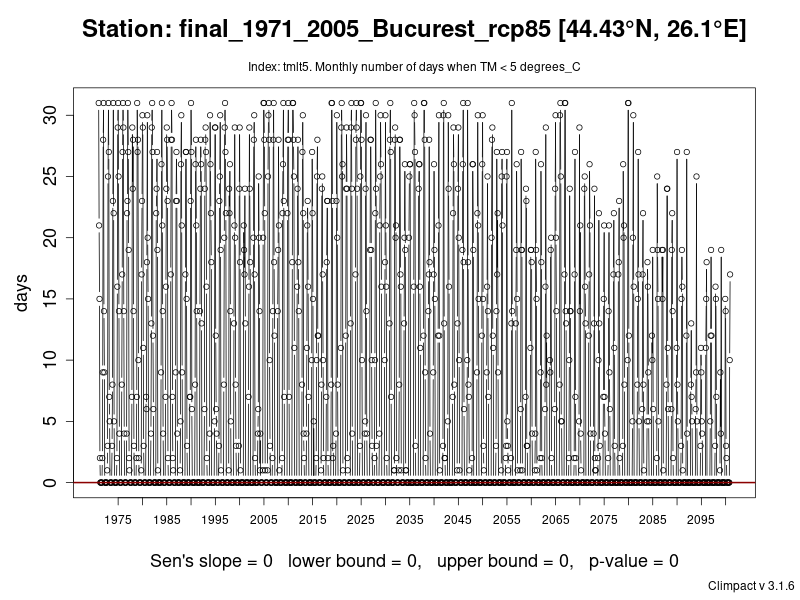 Station: final_1971_2005_Bucurest_rcp85 [44.43°N, 26.1°E]
Index: tmlt5. Monthly number of days when TM < 5 degrees_C
30
25
20
15
10
5
0
days
1975 1985 1995 2005 2015 2025 2035 2045 2055 2065 2075 2085 2095
Sen's slope = 0 lower bound = 0, upper bound = 0, p-value = 0
Climpact v 3.1.6